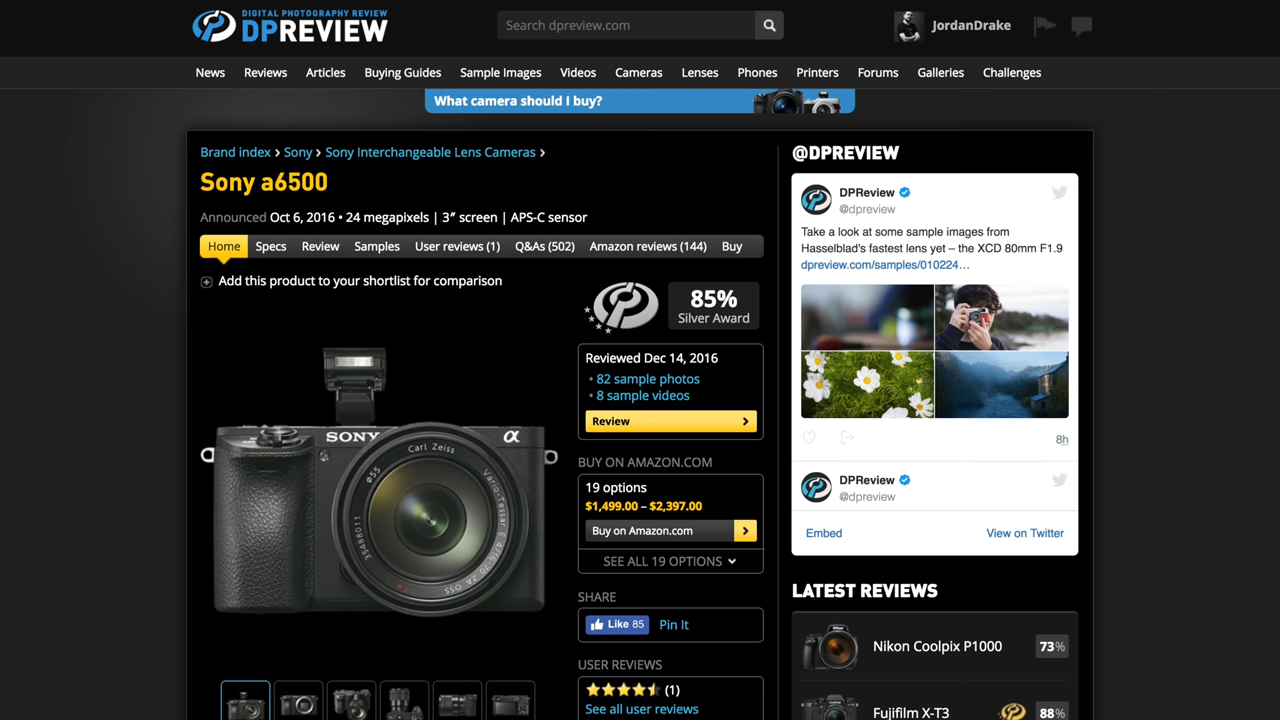 DIGITAL PHOTOGRAPHY REVIEW
DPREVIEW
Search dpreview.com
JordanDrake
News Reviews Articles Buying Guides Sample Images Videos Cameras Lenses Phones Printers Forums Galleries Challenges
What camera should I buy?
Brand index › Sony › Sony Interchangeable Lens Cameras ›
Sony a6500
Announced Oct 6, 2016 • 24 megapixels | 3″ screen | APS-C sensor
Home Specs Review Samples User reviews (1) Q&As (502) Amazon reviews (144) Buy
Add this product to your shortlist for comparison
85%
Silver Award
Reviewed Dec 14, 2016
• 82 sample photos
• 8 sample videos
Review
BUY ON AMAZON.COM
19 options
$1,499.00 – $2,397.00
Buy on Amazon.com
SEE ALL 19 OPTIONS
SHARE
Like 85 Pin It
USER REVIEWS
(1)
See all user reviews
SONY
α
Carl Zeiss
Vario-Tessar E 4/16-70 ZA OSS
ø55
@DPREVIEW
DPReview
@dpreview
Take a look at some sample images from
Hasselblad's fastest lens yet – the XCD 80mm F1.9
dpreview.com/samples/010224…
8h
DPReview
@dpreview
Embed View on Twitter
LATEST REVIEWS
Nikon Coolpix P1000 73%
Fujifilm X-T3 88%